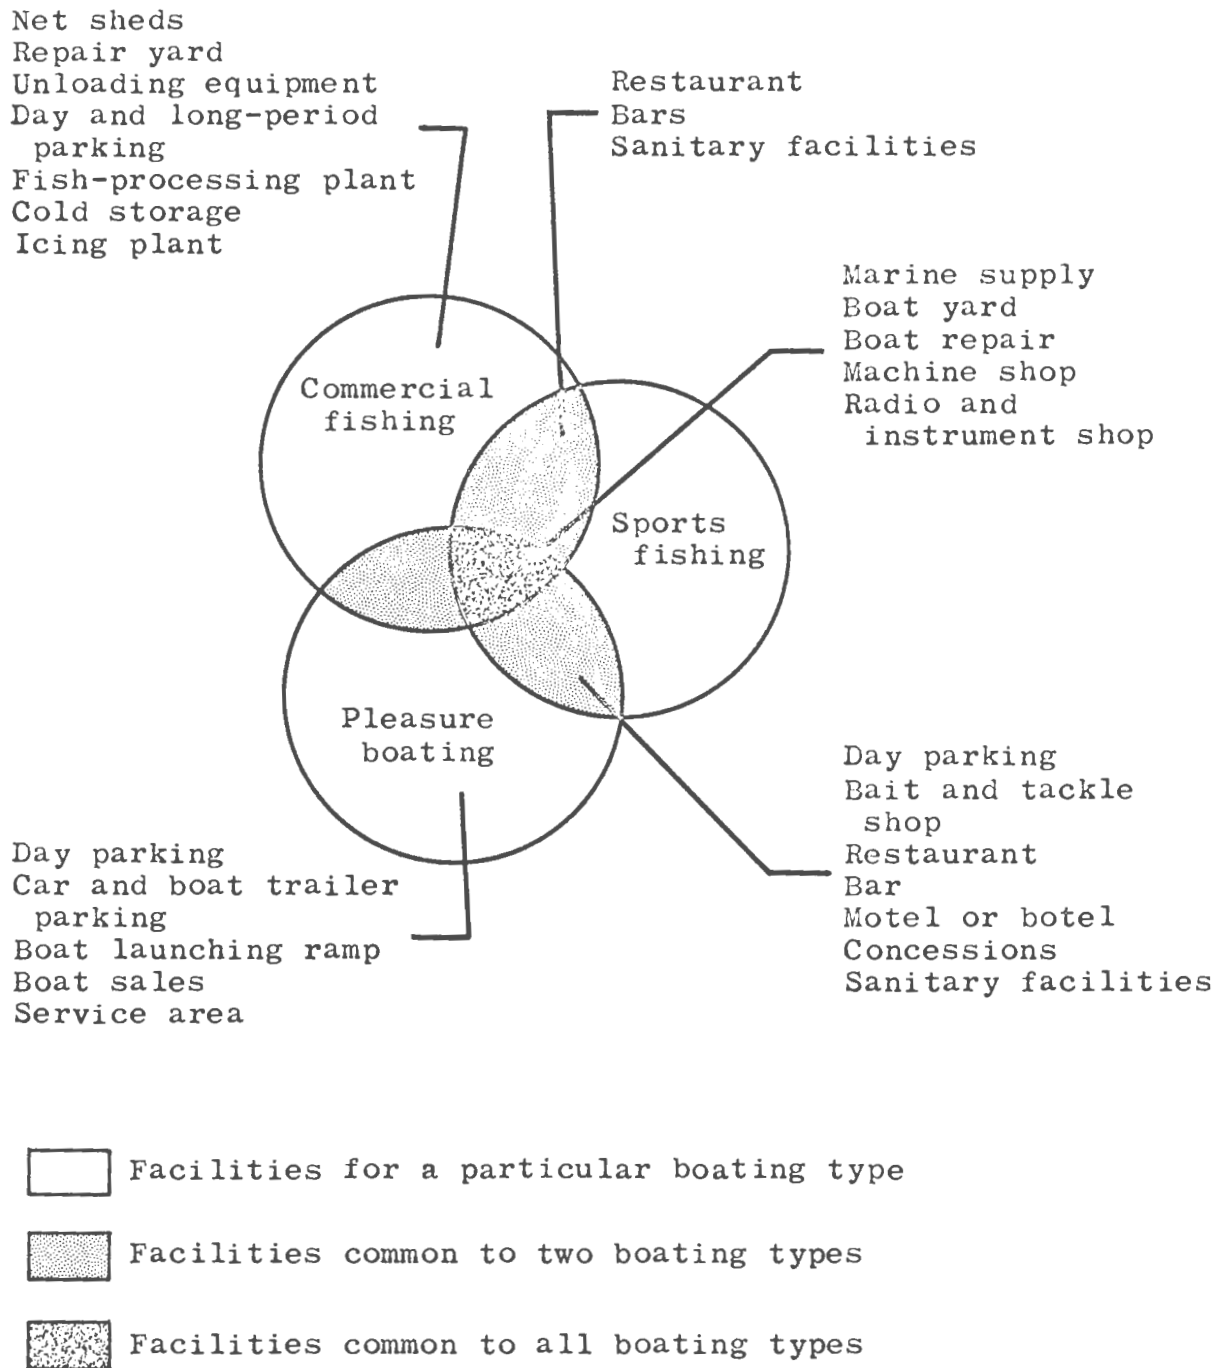 Net sheds
Repair yard
Unloading equipment
Day and long-period
parking
Fish-processing plant
Cold storage
Icing plant
Restaurant
Bars
Sanitary facilities
Marine supply
Boat yard
Boat repair
Machine shop
Radio and
instrument shop
Commercial
fishing
Sports
fishing
Pleasure
boating
Day parking
Car and boat trailer
parking
Boat launching ramp
Boat sales
Service area
Day parking
Bait and tackle
shop
Restaurant
Bar
Motel or botel
Concessions
Sanitary facilities
Facilities for a particular boating type
Facilities common to two boating types
Facilities common to all boating types